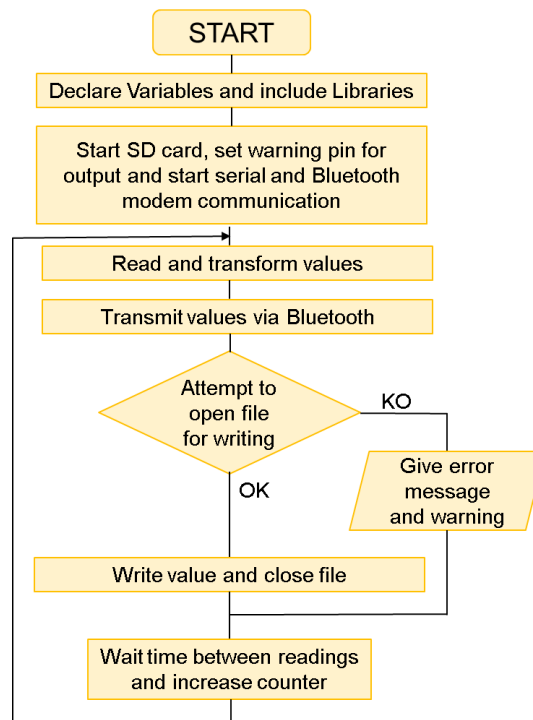 START
Declare Variables and include Libraries
Start SD card, set warning pin for
output and start serial and Bluetooth
modem communication
Read and transform values
Transmit values via Bluetooth
Attempt to
open file
for writing
KO
OK
Give error
message
and warning
Write value and close file
Wait time between readings
and increase counter